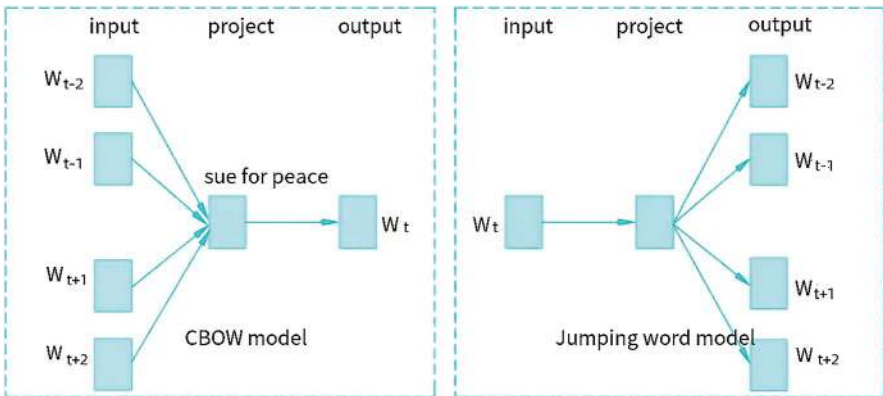 input project output
W t-2
W t-1
sue for peace
W t
W t+1
CBOW model
W t+2
input project output
W t-2
W t-1
W t
W t+1
Jumping word model
W t+2